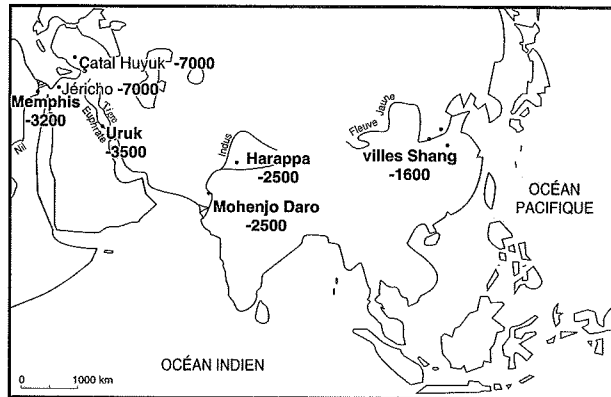 Çatal Huyuk -7000
Jéricho -7000
Memphis
-3200
Nil
Tigre
Euphrate
Uruk
-3500
Indus
Harappa
-2500
Mohenjo Daro
-2500
Fleuve Jaune
villes Shang
-1600
OCÉAN
PACIFIQUE
OCÉAN INDIEN
0 1000 km